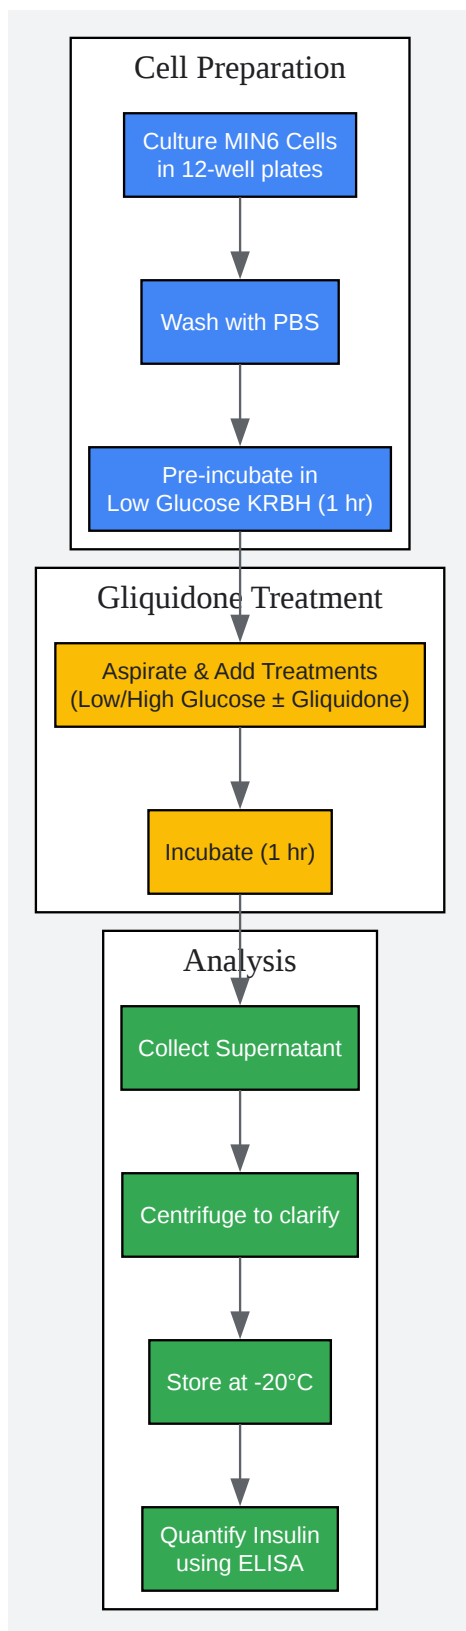 Cell Preparation
Culture MIN6 Cells
in 12-well plates
Wash with PBS
Pre-incubate in
Low Glucose KRBH (1 hr)
Gliquidone Treatment
Aspirate & Add Treatments
(Low/High Glucose ± Gliquidone)
Incubate (1 hr)
Analysis
Collect Supernatant
Centrifuge to clarify
Store at -20°C
Quantify Insulin
using ELISA